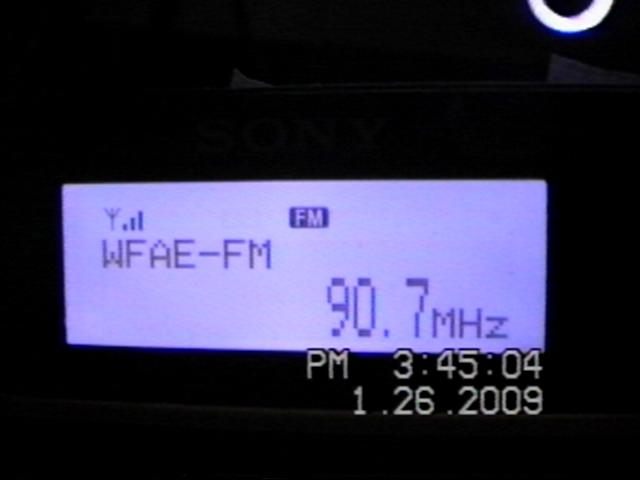 SONY
FM
WFAE-FM
90.7MHz
PM 3:45:04
1.26.2009